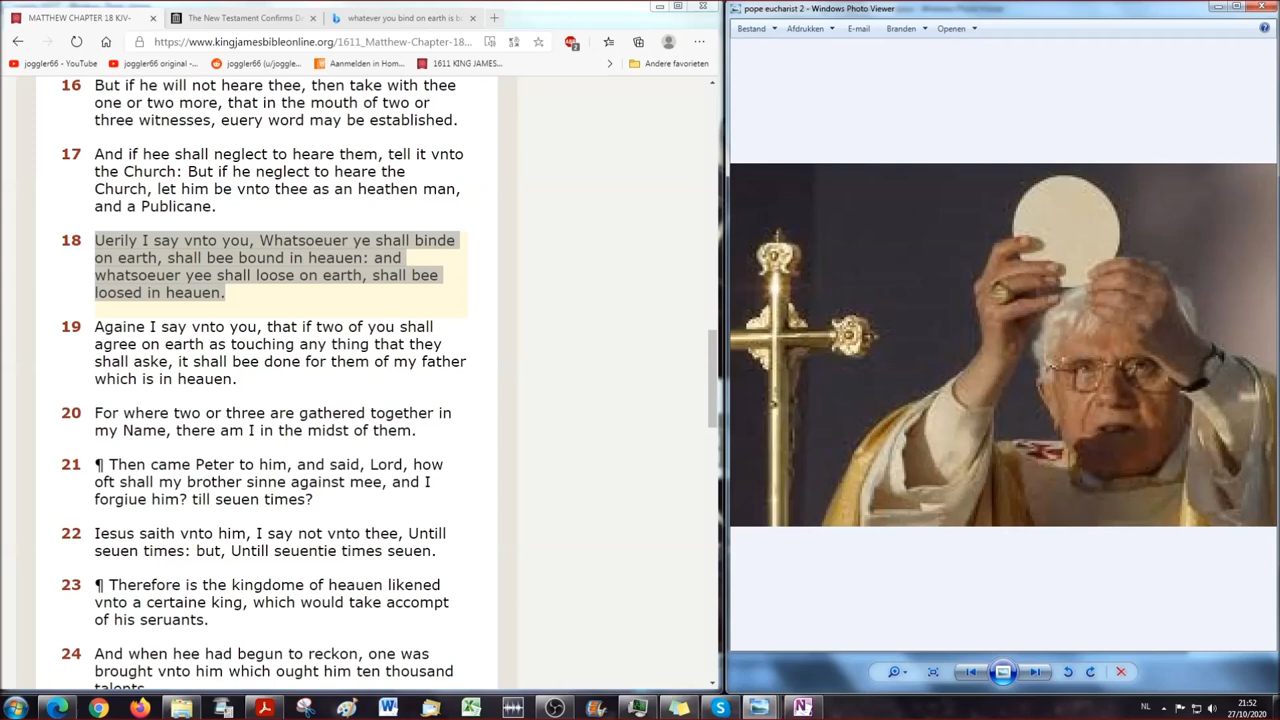 MATTHEW CHAPTER 18 KJV-
The New Testament Confirms De
whatever you bind on earth is bo
https://www.kingjamesbibleonline.org/1611_Matthew-Chapter-18...
joggler66 - YouTube
joggler66 original -...
joggler66 (u/joggle...
Aanmelden in Hom...
1611 KING JAMES...
Andere favorieten
16 But if he will not heare thee, then take with thee
one or two more, that in the mouth of two or
three witnesses, euery word may be established.
17 And if hee shall neglect to heare them, tell it vnto
the Church: But if he neglect to heare the
Church, let him be vnto thee as an heathen man,
and a Publicane.
18 Uerily I say vnto you, Whatsoeuer ye shall binde
on earth, shall bee bound in heauen: and
whatsoeuer yee shall loose on earth, shall bee
loosed in heauen.
19 Againe I say vnto you, that if two of you shall
agree on earth as touching any thing that they
shall aske, it shall bee done for them of my father
which is in heauen.
20 For where two or three are gathered together in
my Name, there am I in the midst of them.
21 ¶ Then came Peter to him, and said, Lord, how
oft shall my brother sinne against mee, and I
forgiue him? till seuen times?
22 Iesus saith vnto him, I say not vnto thee, Untill
seuen times: but, Untill seuentie times seuen.
23 ¶ Therefore is the kingdome of heauen likened
vnto a certaine king, which would take accompt
of his seruants.
24 And when hee had begun to reckon, one was
brought vnto him which ought him ten thousand
talents.
pope eucharist 2 - Windows Photo Viewer
Bestand
Afdrukken
E-mail
Branden
Openen
NL
21:52
27/10/2020